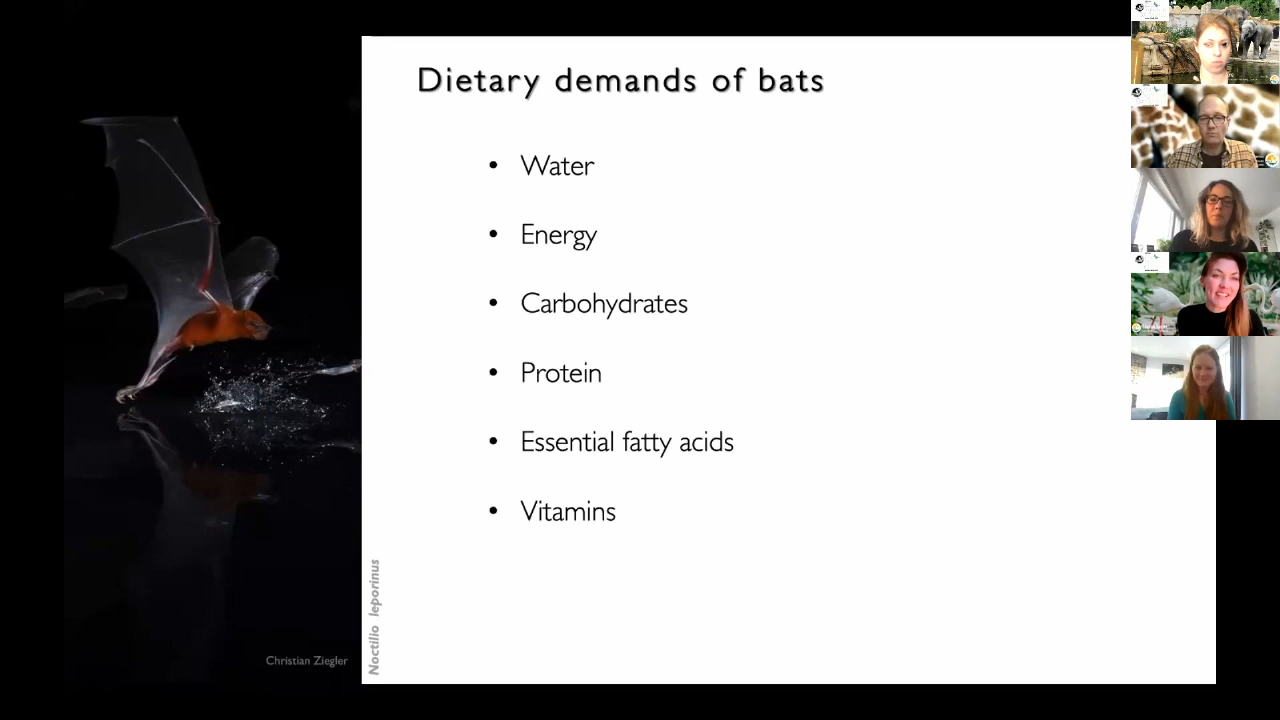 Dietary demands of bats
• Water
• Energy
• Carbohydrates
• Protein
• Essential fatty acids
• Vitamins
Noctilio leporinus
Christian Ziegler